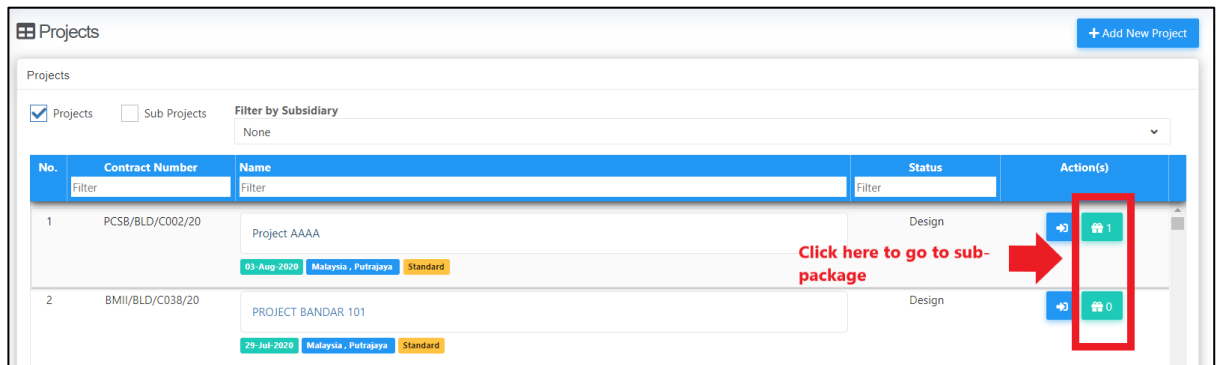 Projects
+ Add New Project
Projects
Projects Sub Projects Filter by Subsidiary
None
No. Contract Number Name Status Action(s)
Filter Filter Filter
1 PCSB/BLD/C002/20 Project AAAA Design 1
03-Aug-2020 Malaysia , Putrajaya Standard
Click here to go to sub-
package
2 BMII/BLD/C038/20 PROJECT BANDAR 101 Design 0
29-Jul-2020 Malaysia , Putrajaya Standard